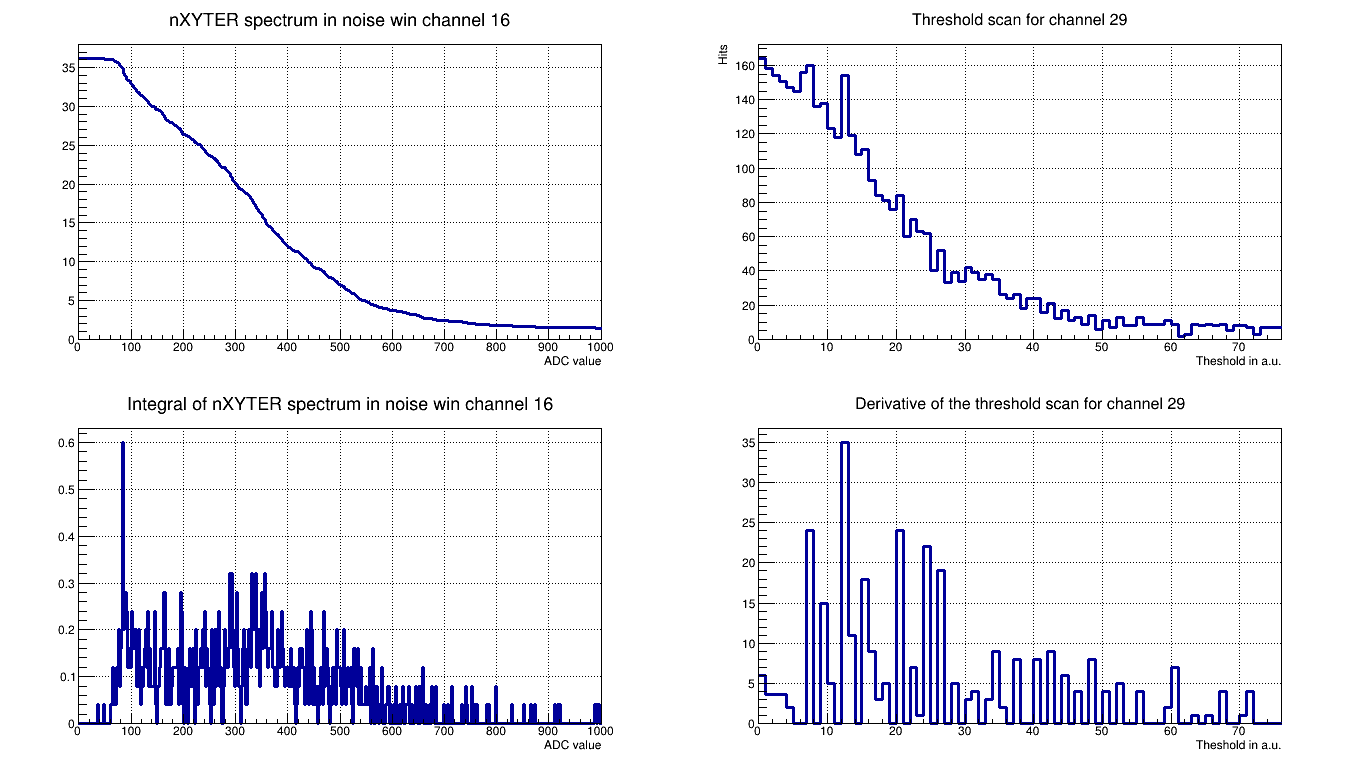 nXYTER spectrum in noise win channel 16
35
30
25
20
15
10
5
0
0 100 200 300 400 500 600 700 800 900 1000
ADC value
Threshold scan for channel 29
Hits
160
140
120
100
80
60
40
20
0
0 10 20 30 40 50 60 70
Theshold in a.u.
Integral of nXYTER spectrum in noise win channel 16
0.6
0.5
0.4
0.3
0.2
0.1
0
0 100 200 300 400 500 600 700 800 900 1000
ADC value
Derivative of the threshold scan for channel 29
35
30
25
20
15
10
5
0
0 10 20 30 40 50 60 70
Theshold in a.u.